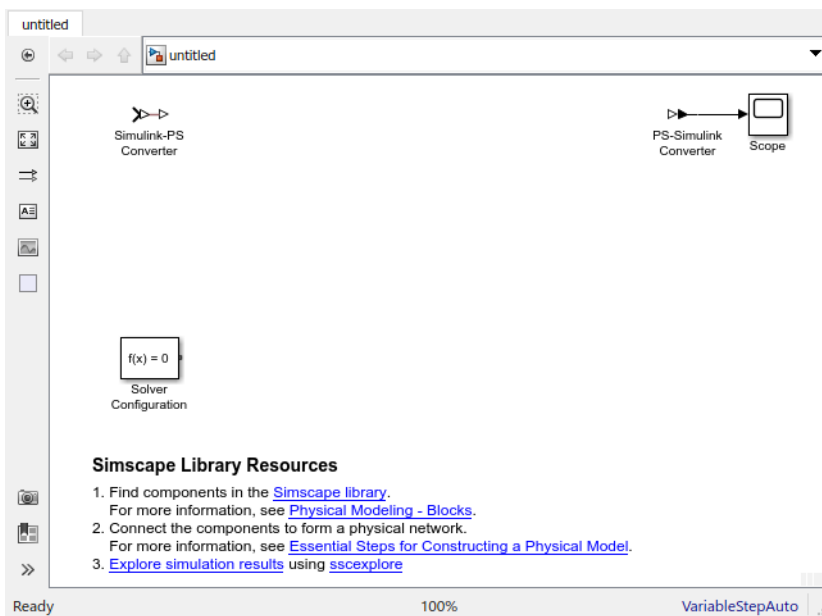 untitled
untitled
Simulink-PS
Converter
PS-Simulink
Converter
Scope
f(x) = 0
Solver
Configuration
Simscape Library Resources
1. Find components in the Simscape library.
For more information, see Physical Modeling - Blocks.
2. Connect the components to form a physical network.
For more information, see Essential Steps for Constructing a Physical Model.
3. Explore simulation results using sscexplore
Ready
100%
VariableStepAuto